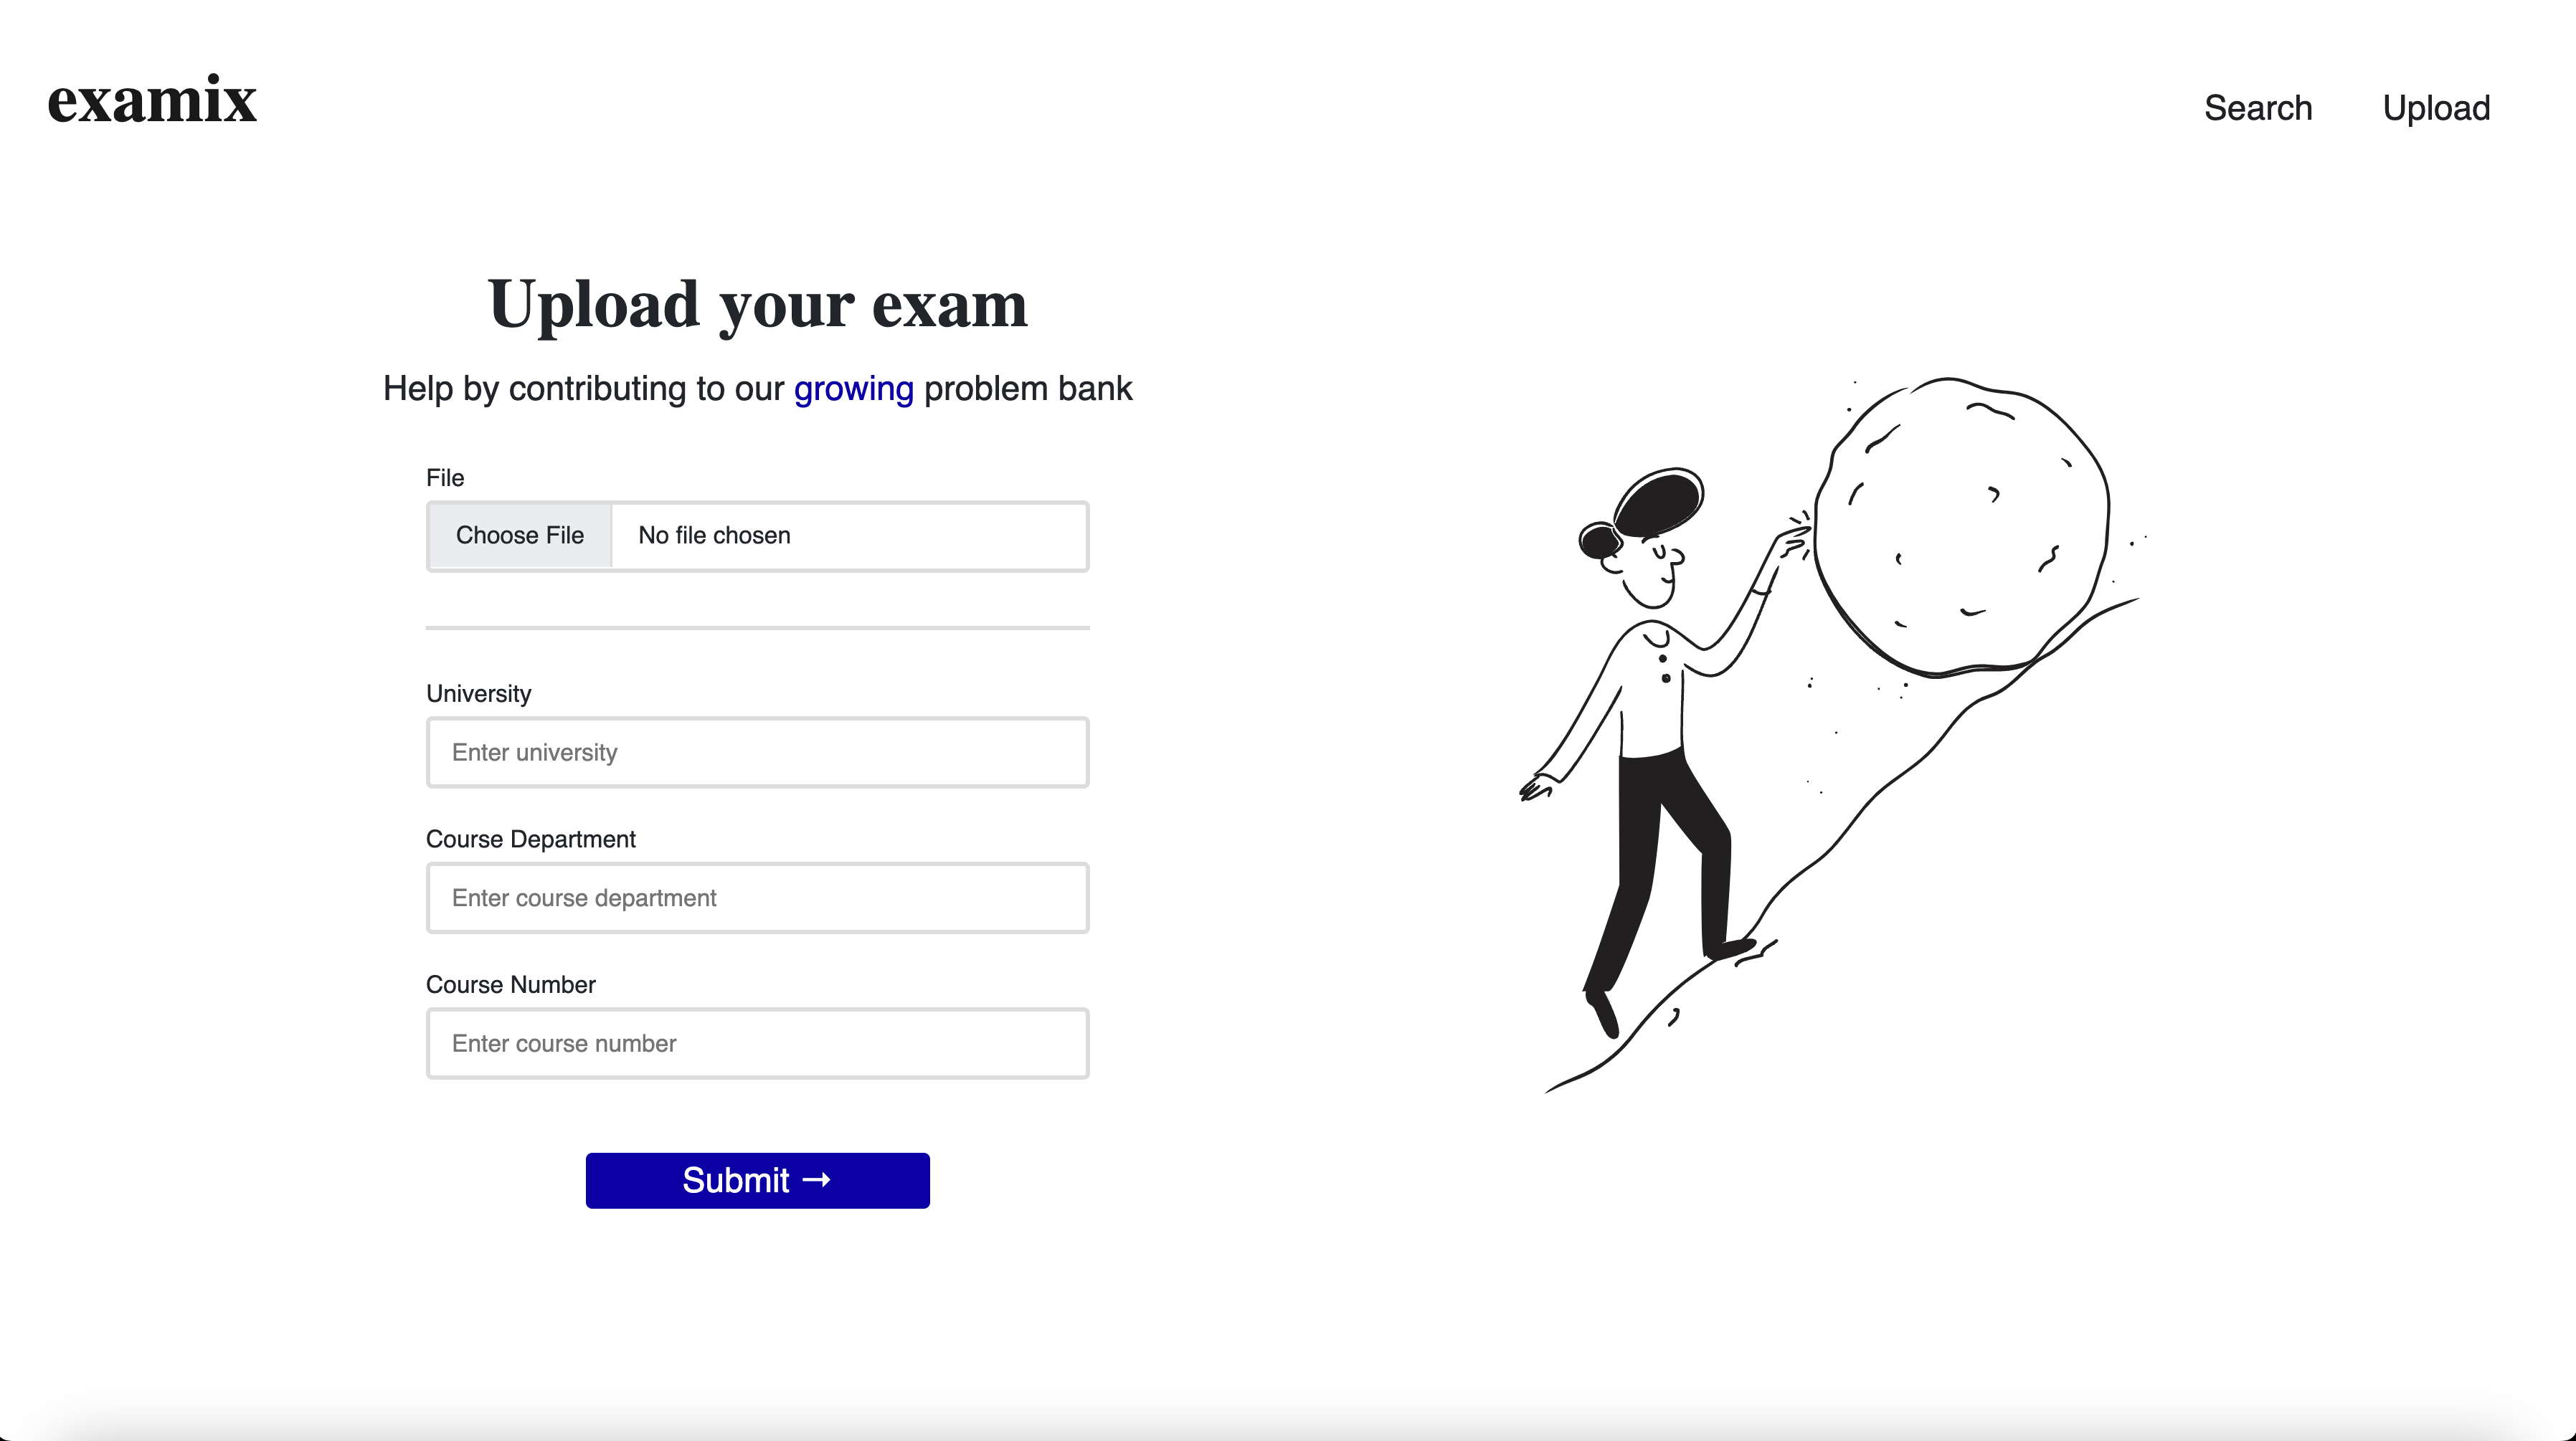 examix
Search
Upload
Upload your exam
Help by contributing to our growing problem bank
File
Choose File
No file chosen
University
Enter university
Course Department
Enter course department
Course Number
Enter course number
Submit →